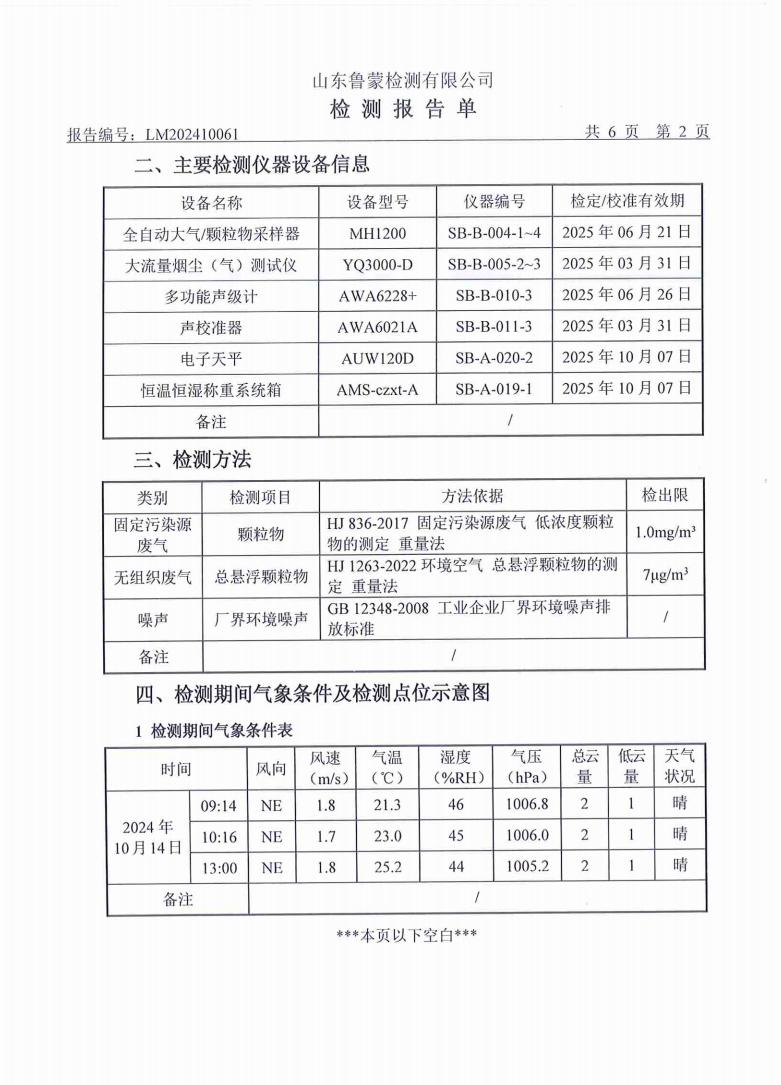 山东鲁蒙检测有限公司
检 测 报 告 单
报告编号：LM202410061 共 6 页 第 2 页
二、主要检测仪器设备信息
设备名称 设备型号 仪器编号 检定/校准有效期
全自动大气/颗粒物采样器 MH1200 SB-B-004-1~4 2025 年 06 月 21 日
大流量烟尘（气）测试仪 YQ3000-D SB-B-005-2~3 2025 年 03 月 31 日
多功能声级计 AWA6228+ SB-B-010-3 2025 年 06 月 26 日
声校准器 AWA6021A SB-B-011-3 2025 年 03 月 31 日
电子天平 AUW120D SB-A-020-2 2025 年 10 月 07 日
恒温恒湿称重系统箱 AMS-czxt-A SB-A-019-1 2025 年 10 月 07 日
备注 /
三、检测方法
类别 检测项目 方法依据 检出限
固定污染源
废气
颗粒物
HJ 836-2017 固定污染源废气 低浓度颗粒
物的测定 重量法
1.0mg/m³
无组织废气 总悬浮颗粒物
HJ 1263-2022 环境空气 总悬浮颗粒物的测
定 重量法
7μg/m³
噪声 厂界环境噪声
GB 12348-2008 工业企业厂界环境噪声排
放标准
/
备注 /
四、检测期间气象条件及检测点位示意图
1 检测期间气象条件表
时间 风向
风速
（m/s）
气温
（℃）
湿度
（%RH）
气压
（hPa）
总云
量
低云
量
天气
状况
2024 年
10 月 14 日
09:14 NE 1.8 21.3 46 1006.8 2 1 晴
10:16 NE 1.7 23.0 45 1006.0 2 1 晴
13:00 NE 1.8 25.2 44 1005.2 2 1 晴
备注 /
***本页以下空白***